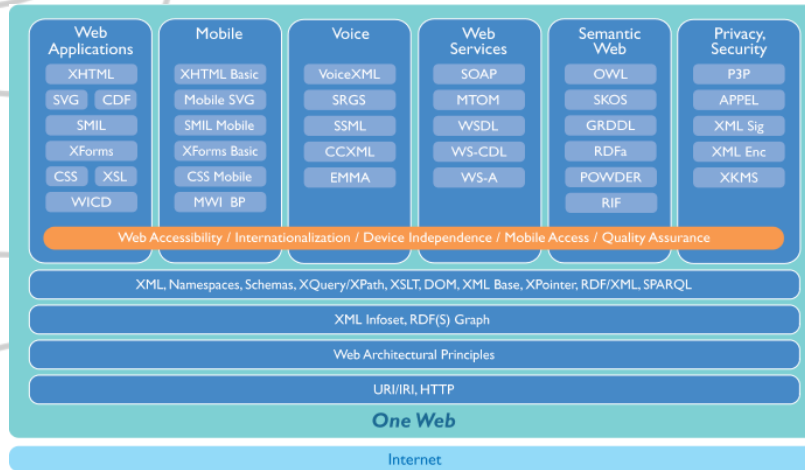 Web
Applications
XHTML
SVG CDF
SMIL
XForms
CSS XSL
WICD
Mobile
XHTML Basic
Mobile SVG
SMIL Mobile
XForms Basic
CSS Mobile
MWI BP
Voice
VoiceXML
SRGS
SSML
CCXML
EMMA
Web
Services
SOAP
MTOM
WSDL
WS-CDL
WS-A
Semantic
Web
OWL
SKOS
GRDDL
RDFa
POWDER
RIF
Privacy,
Security
P3P
APPEL
XML Sig
XML Enc
XKMS
Web Accessibility / Internationalization / Device Independence / Mobile Access / Quality Assurance
XML, Namespaces, Schemas, XQuery/XPath, XSLT, DOM, XML Base, XPointer, RDF/XML, SPARQL
XML Infoset, RDF(S) Graph
Web Architectural Principles
URI/IRI, HTTP
One Web
Internet